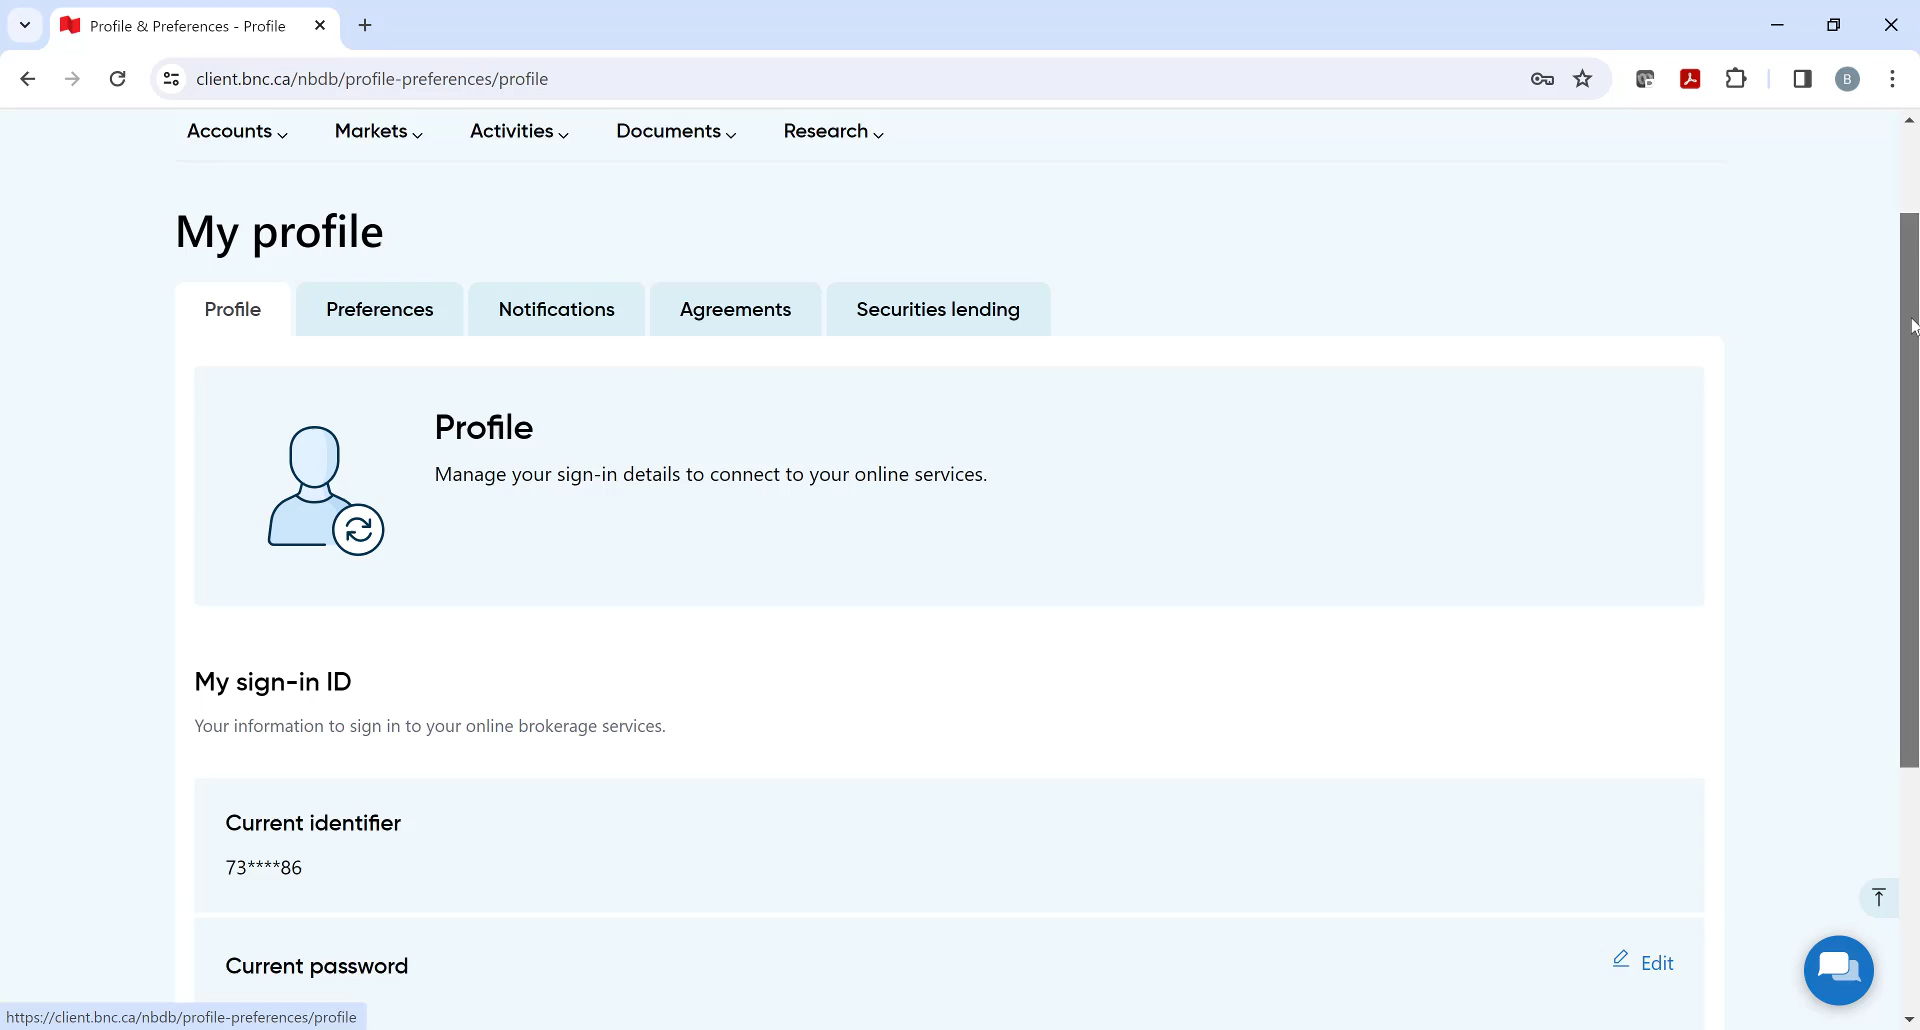 Profile & Preferences - Profile
client.bnc.ca/nbdb/profile-preferences/profile
B
Accounts Markets Activities Documents Research
My profile
Profile Preferences Notifications Agreements Securities lending
Profile
Manage your sign-in details to connect to your online services.
My sign-in ID
Your information to sign in to your online brokerage services.
Current identifier
73****86
Current password
Edit
https://client.bnc.ca/nbdb/profile-preferences/profile